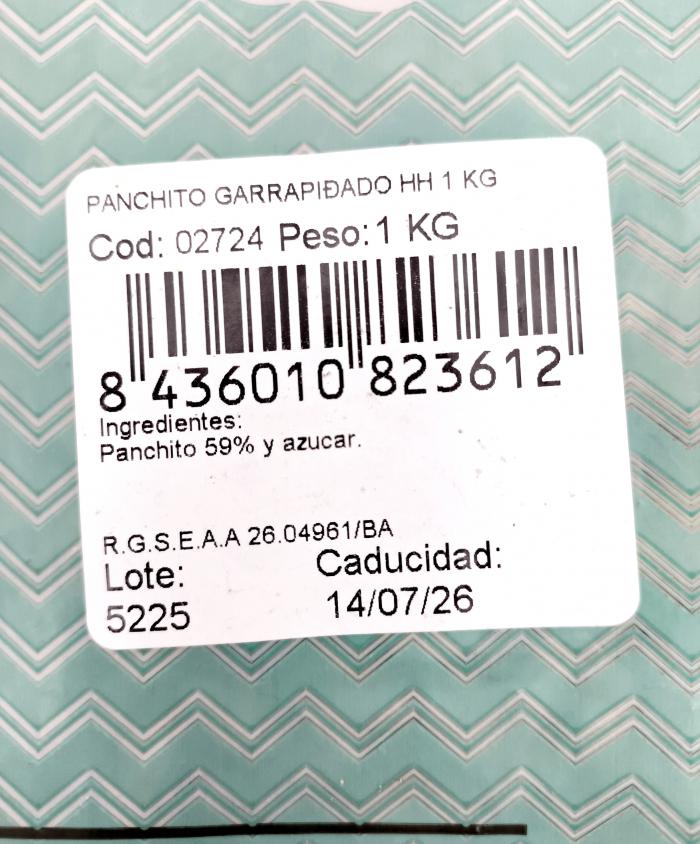 PANCHITO GARRAPIÐADO HH 1 KG
Cod: 02724 Peso:1 KG
8 436010 823612
Ingredientes:
Panchito 59% y azucar.
R.G.S.E.A.A 26.04961/BA
Lote: Caducidad:
5225 14/07/26